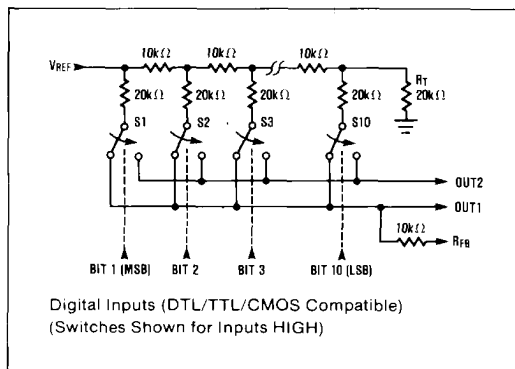 10kΩ 10kΩ 10kΩ
VREF
RT
20kΩ 20kΩ 20kΩ 20kΩ 20kΩ
S1 S2 S3 S10
OUT2
OUT1
10kΩ
RFB
BIT 1 (MSB) BIT 2 BIT 3 BIT 10 (LSB)
Digital Inputs (DTL/TTL/CMOS Compatible)
(Switches Shown for Inputs HIGH)